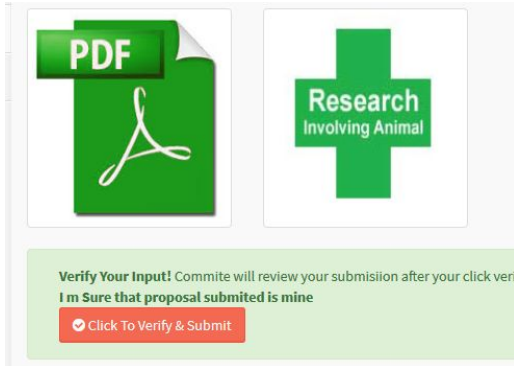 PDF
Research
Involving Animal
Verify Your Input! Commite will review your submisiion after your click veri
I m Sure that proposal submited is mine
Click To Verify & Submit